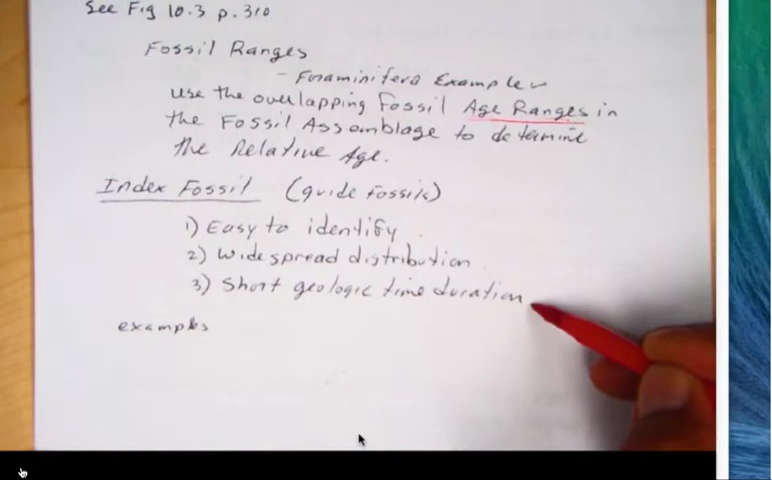 See Fig 10.3 p.310
Fossil Ranges
- Foraminifera Example
Use the overlapping Fossil Age Ranges in
the Fossil Assomblage to determine
the Relative Age.
Index Fossil (guide fossils)
1) Easy to identify
2) Widespread distribution
3) Short geologic time duration
examples